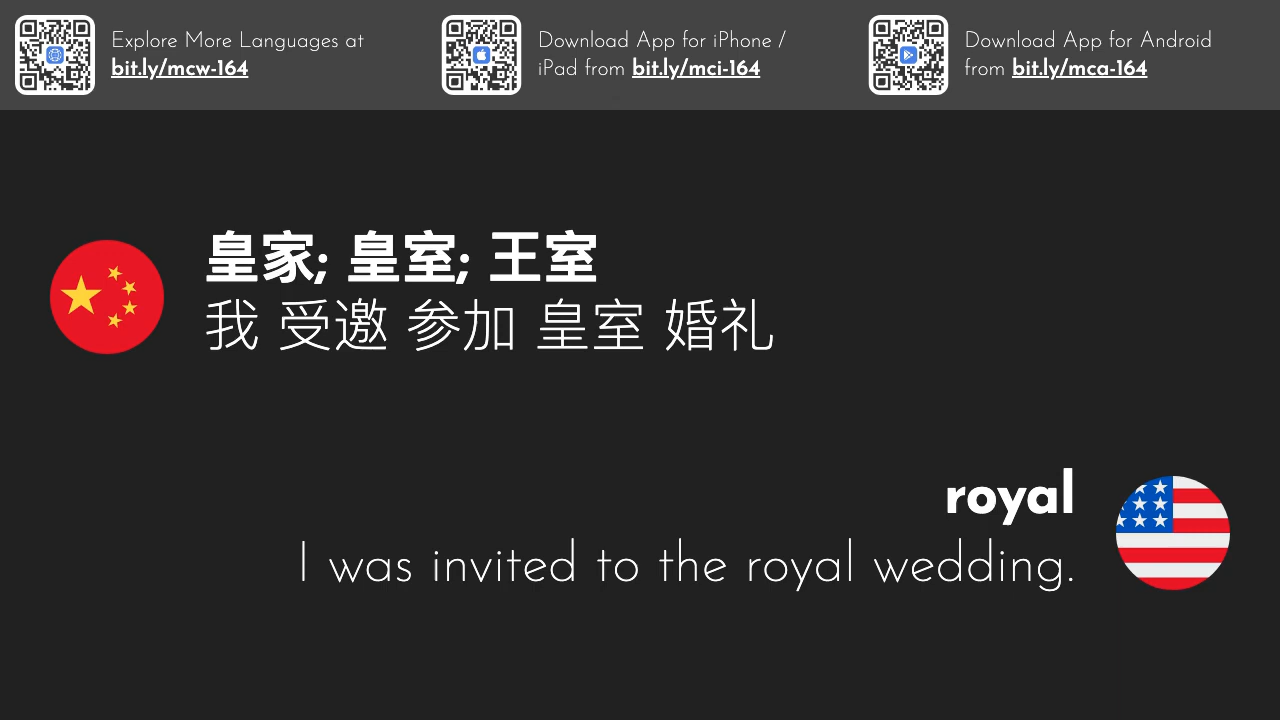 Explore More Languages at
bit.ly/mcw-164
Download App for iPhone /
iPad from bit.ly/mci-164
Download App for Android
from bit.ly/mca-164
皇家; 皇室; 王室
我 受邀 参加 皇室 婚礼
royal
I was invited to the royal wedding.